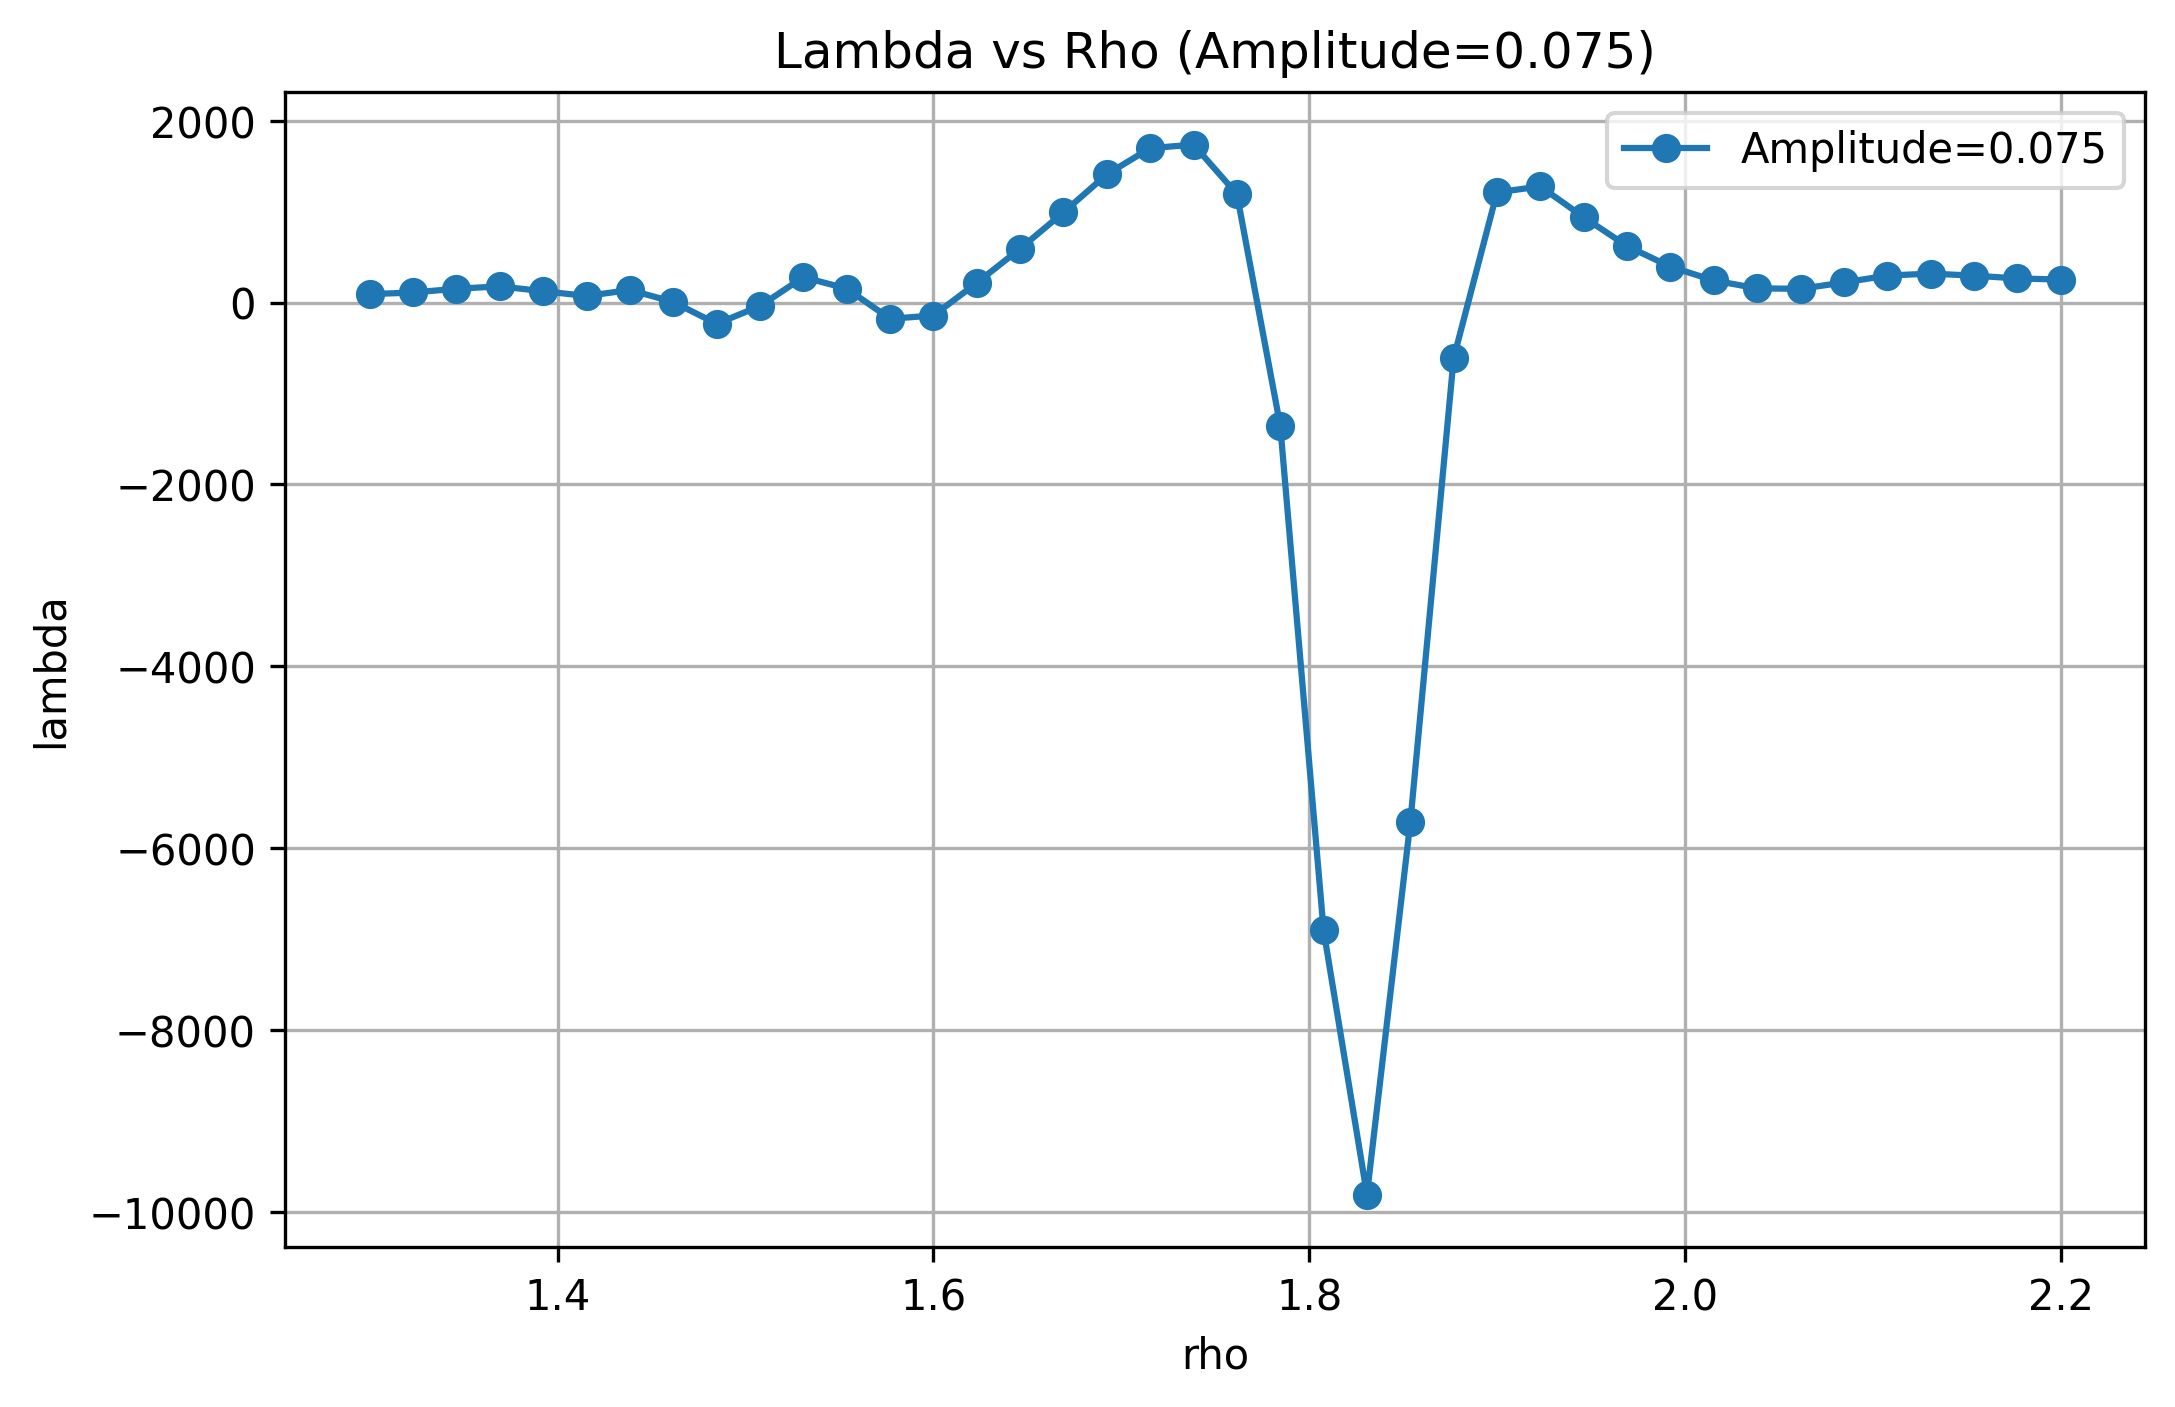 Lambda vs Rho (Amplitude=0.075)
Amplitude=0.075
lambda
2000
0
−2000
−4000
−6000
−8000
−10000
1.4 1.6 1.8 2.0 2.2
rho